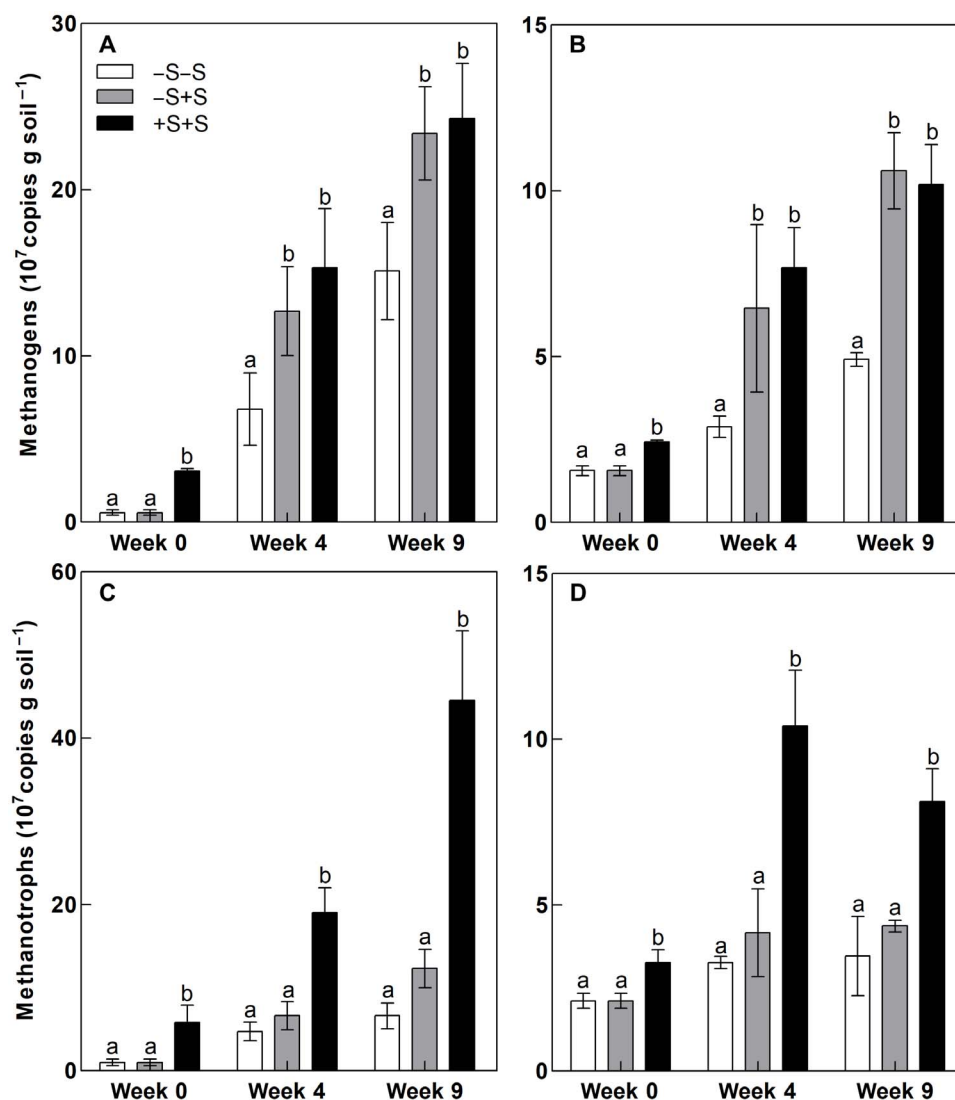 Methanogens (10⁷copies g soil⁻¹)
30
20
10
0
A
−S−S
−S+S
+S+S
a
a
b
a
b
b
a
b
b
Week 0
Week 4
Week 9
15
10
5
0
B
a
a
b
a
b
b
a
b
b
Week 0
Week 4
Week 9
Methanotrophs (10⁷copies g soil⁻¹)
60
40
20
0
C
a
a
b
a
a
b
a
a
b
Week 0
Week 4
Week 9
15
10
5
0
D
a
a
b
a
a
b
a
a
b
Week 0
Week 4
Week 9